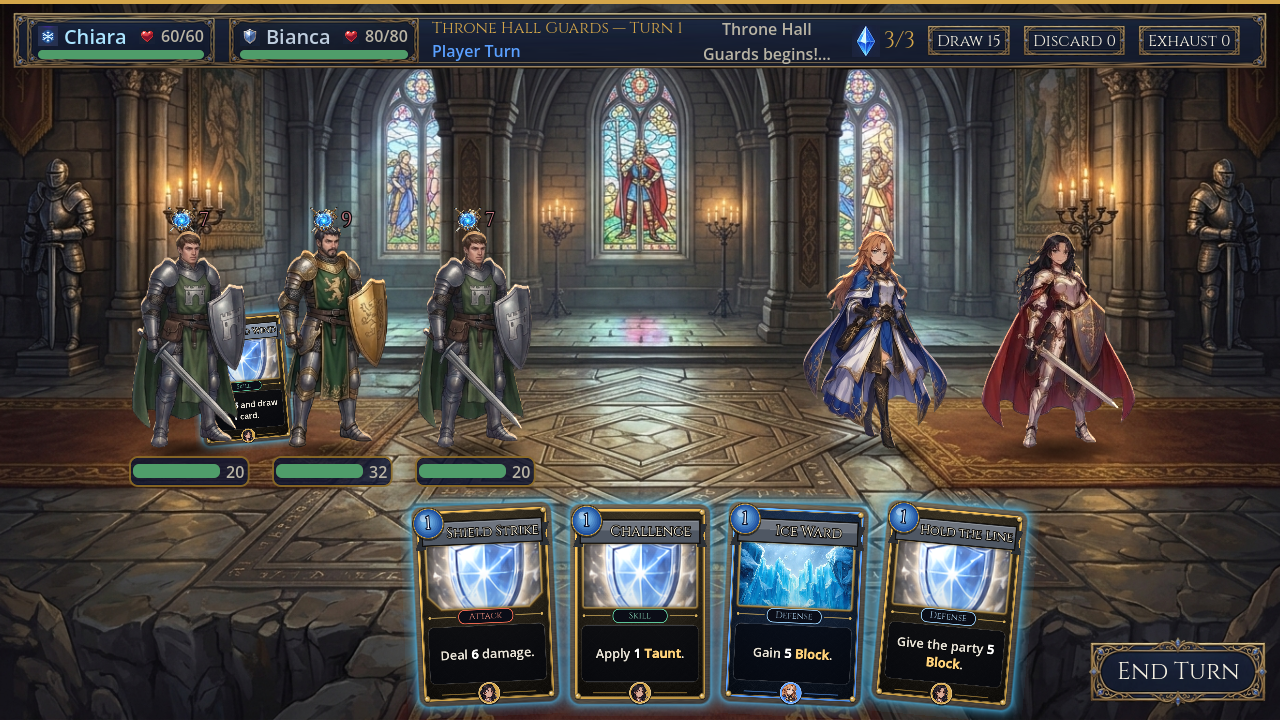 Chiara 60/60
Bianca 80/80
THRONE HALL GUARDS — TURN 1
Player Turn
Throne Hall
Guards begins!...
3/3
DRAW 15
DISCARD 0
EXHAUST 0
7
9
7
and draw
card.
20
32
20
1
SHIELD STRIKE
ATTACK
Deal 6 damage.
1
CHALLENGE
SKILL
Apply 1 Taunt.
1
ICE WARD
DEFENSE
Gain 5 Block.
1
HOLD THE LINE
DEFENSE
Give the party 5
Block.
END TURN